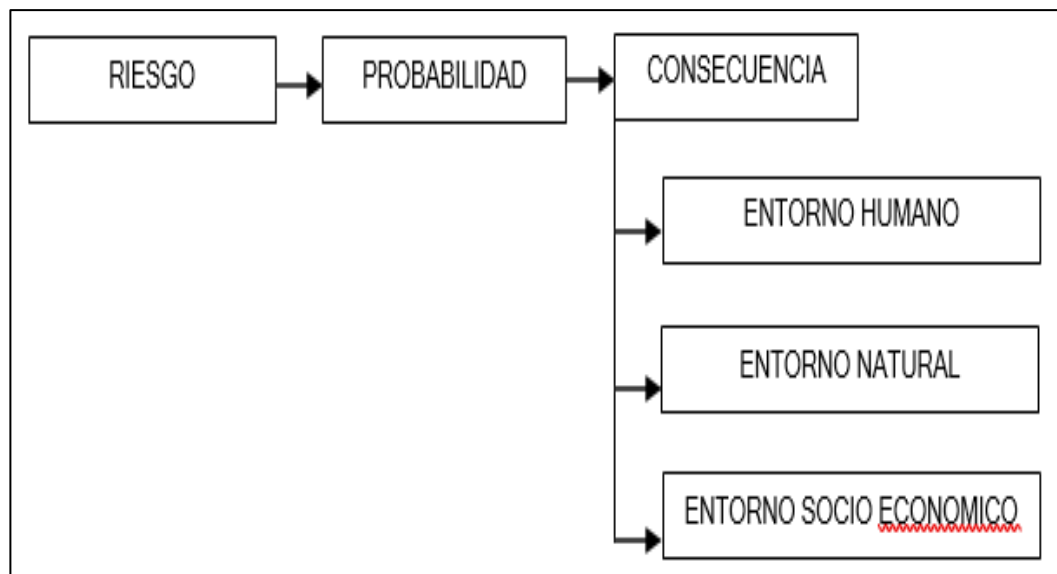 RIESGO
PROBABILIDAD
CONSECUENCIA
ENTORNO HUMANO
ENTORNO NATURAL
ENTORNO SOCIO ECONOMICO